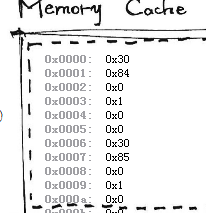 Memory Cache
0x0000: 0x30
0x0001: 0x84
0x0002: 0x0
0x0003: 0x1
0x0004: 0x0
0x0005: 0x0
0x0006: 0x30
0x0007: 0x85
0x0008: 0x0
0x0009: 0x1
0x000a: 0x0